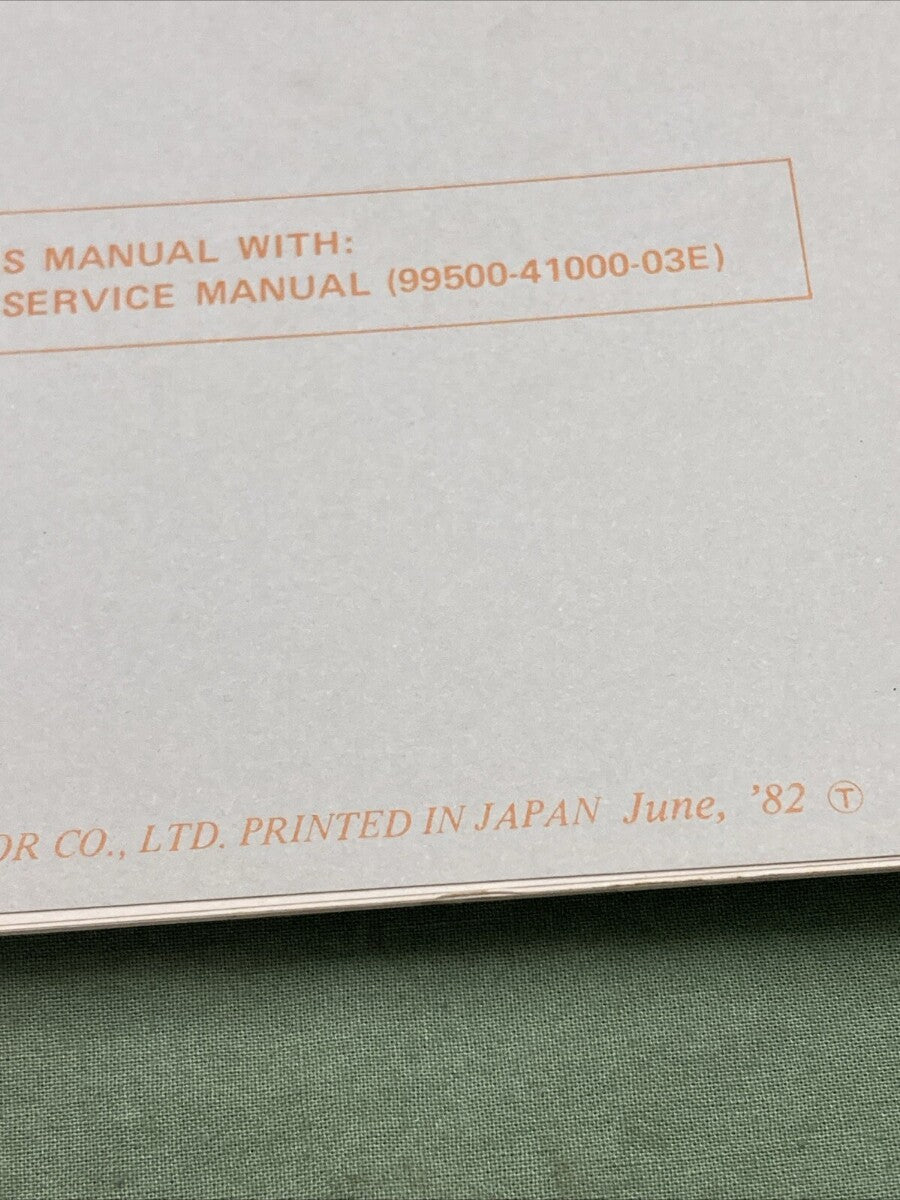 S MANUAL WITH:
SERVICE MANUAL (99500-41000-03E)
OR CO., LTD. PRINTED IN JAPAN June, '82 Ⓣ